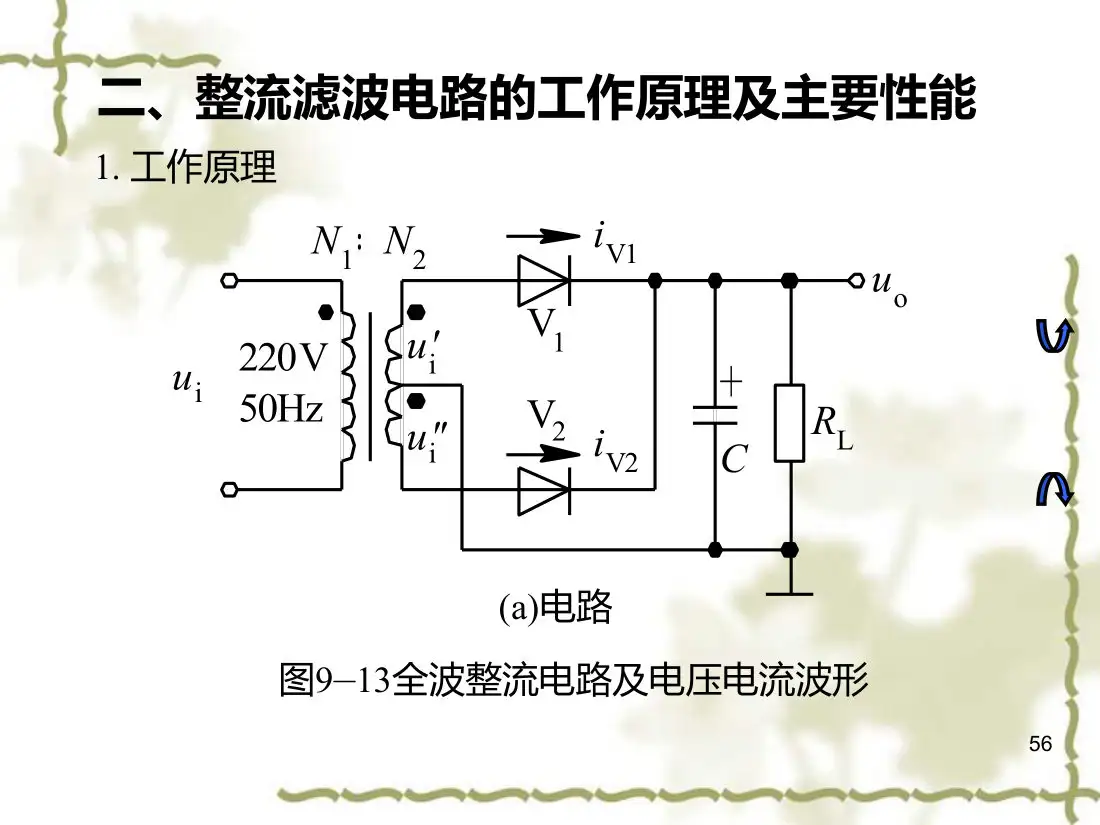 二、整流滤波电路的工作原理及主要性能
1. 工作原理
N1: N2
iV1
uo
V1
220V
50Hz
ui
ui′
ui″
V2
iV2
+
C
RL
(a)电路
图9–13全波整流电路及电压电流波形
56